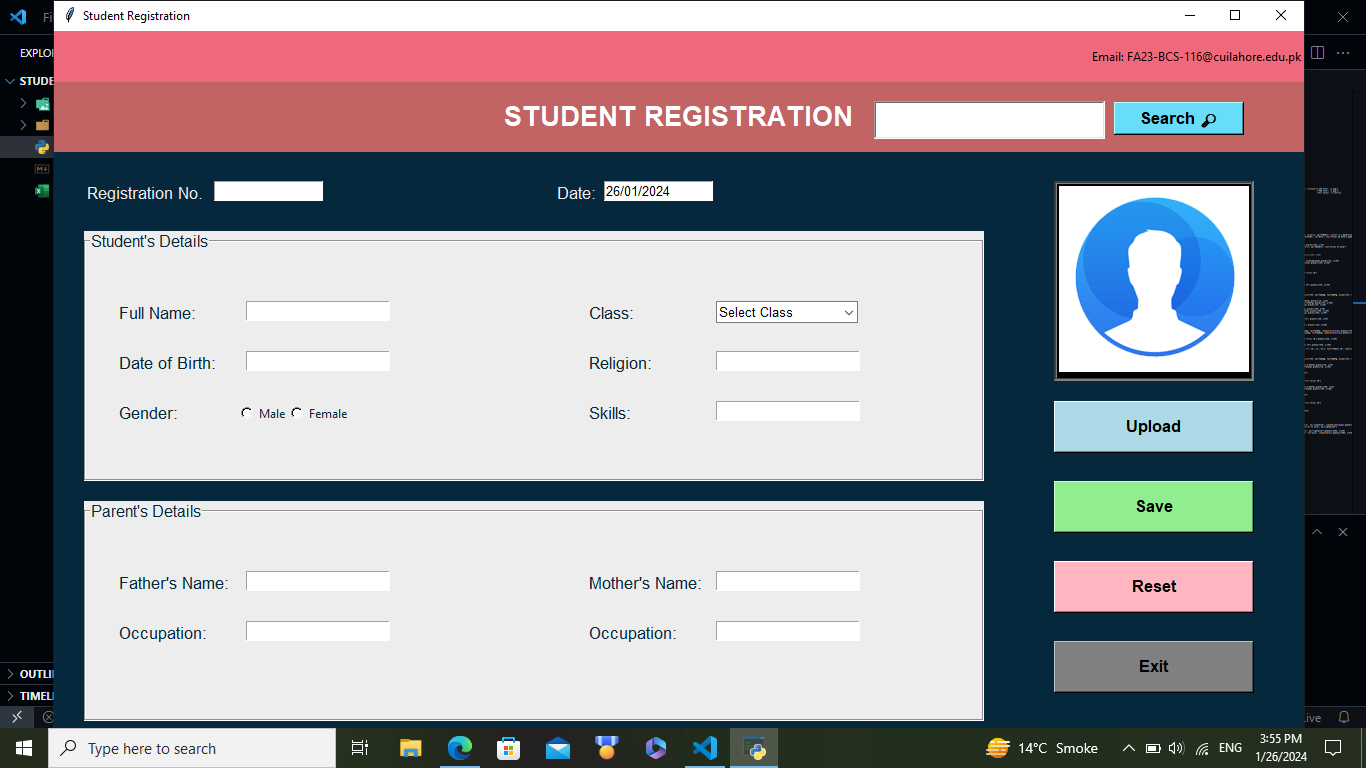 Fi
Student Registration
EXPLO
Email: FA23-BCS-116@cuilahore.edu.pk
STUDE
STUDENT REGISTRATION
Search
Registration No.
Date: 26/01/2024
Student's Details
Full Name:
Class: Select Class
Date of Birth:
Religion:
Gender: Male Female
Skills:
Upload
Save
Parent's Details
Father's Name:
Mother's Name:
Reset
Occupation:
Occupation:
Exit
OUTLI
TIMEL
ive
Type here to search
14°C Smoke
ENG
3:55 PM
1/26/2024